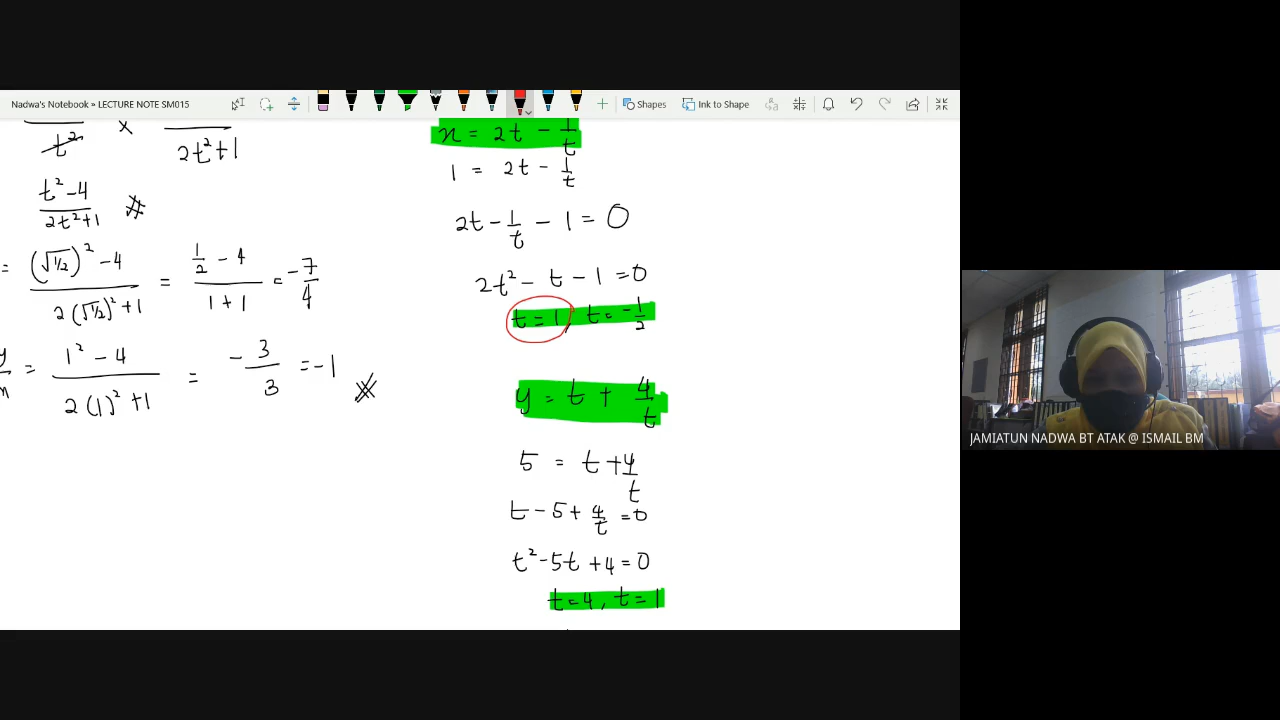 Nadwa's Notebook » LECTURE NOTE SM015
Shapes
Ink to Shape
t² × 2t²+1
t²-4 / 2t²+1
= (√1/2)² - 4 / 2(√1/2)² + 1 = 1/2 - 4 / 1 + 1 = -7/4
= 1² - 4 / 2(1)² + 1 = -3/3 = -1
x = 2t - 1/t
1 = 2t - 1/t
2t - 1/t - 1 = 0
2t² - t - 1 = 0
t = 1, t = -1/2
y = t + 4/t
5 = t + 4/t
t - 5 + 4/t = 0
t² - 5t + 4 = 0
t = 4, t = 1
JAMIATUN NADWA BT ATAK @ ISMAIL BM